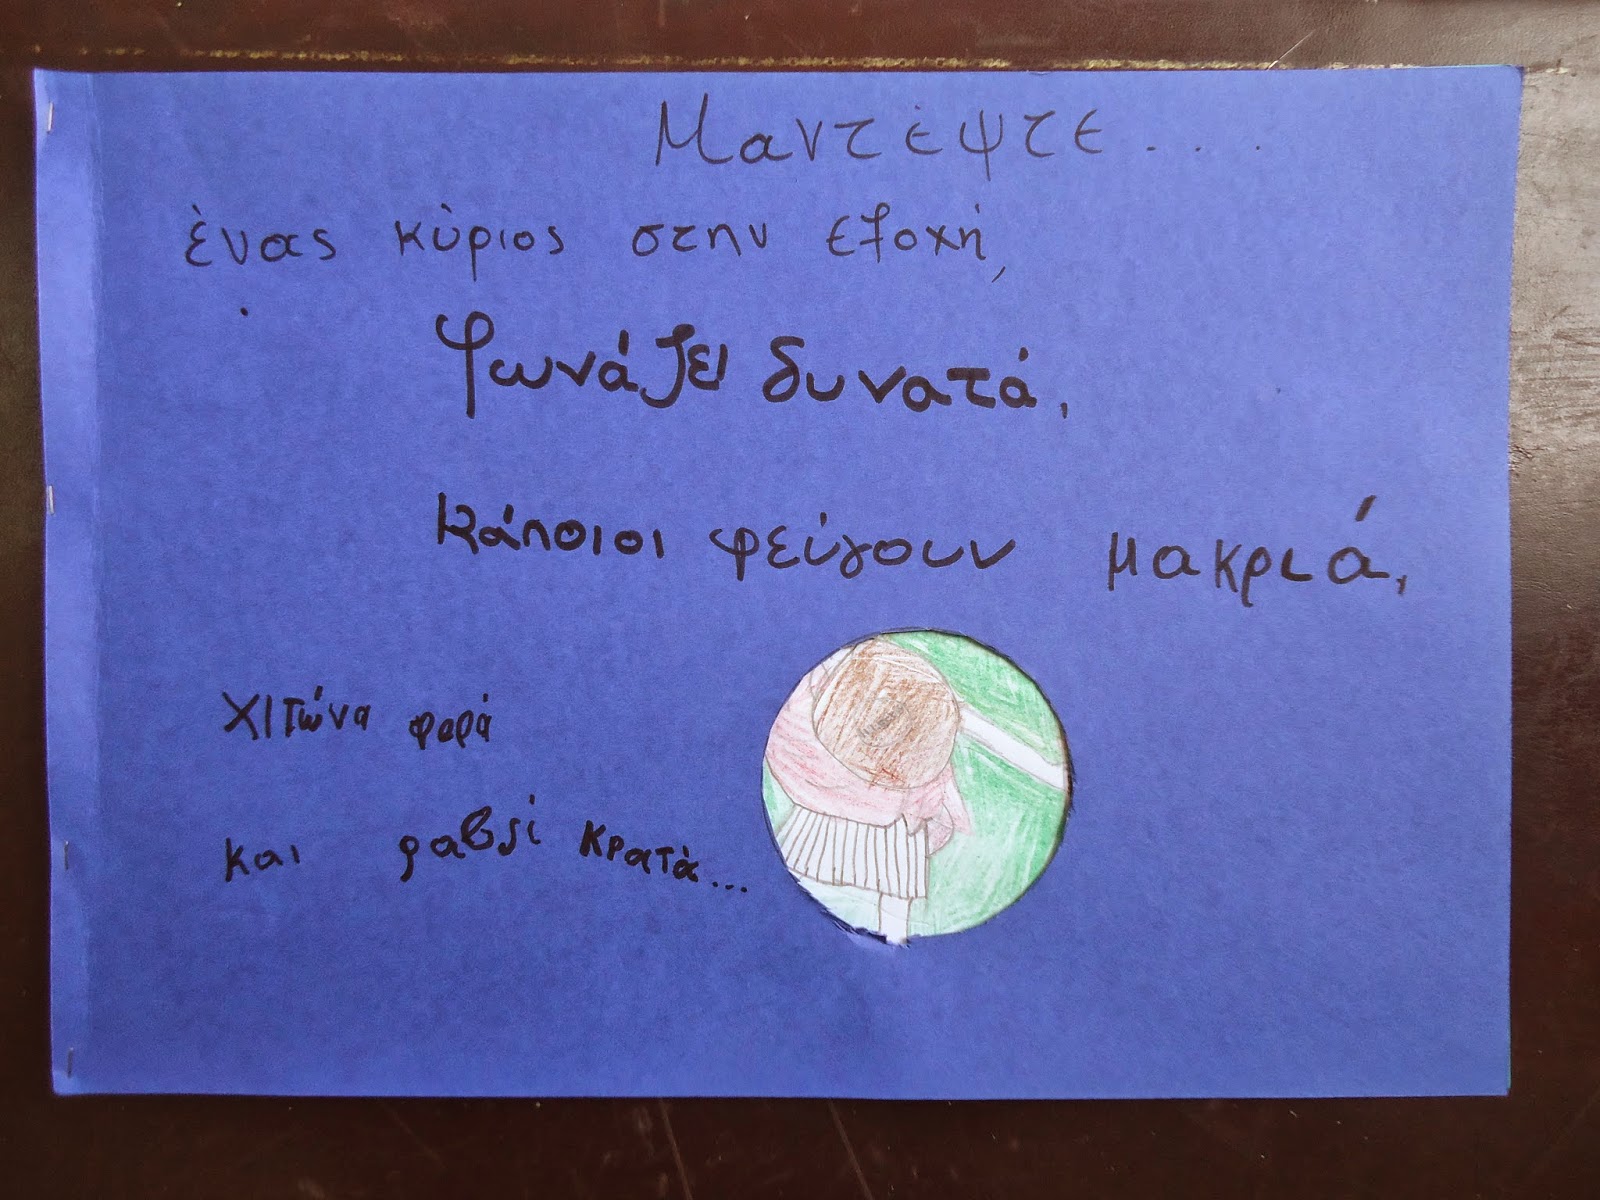 Μαντέψτε...
ένας κύριος στην εξοχή,
Φωνάζει δυνατά,
κάποιοι φεύγουν μακριά,
χιτώνα φορά
και ραβδί κρατά...